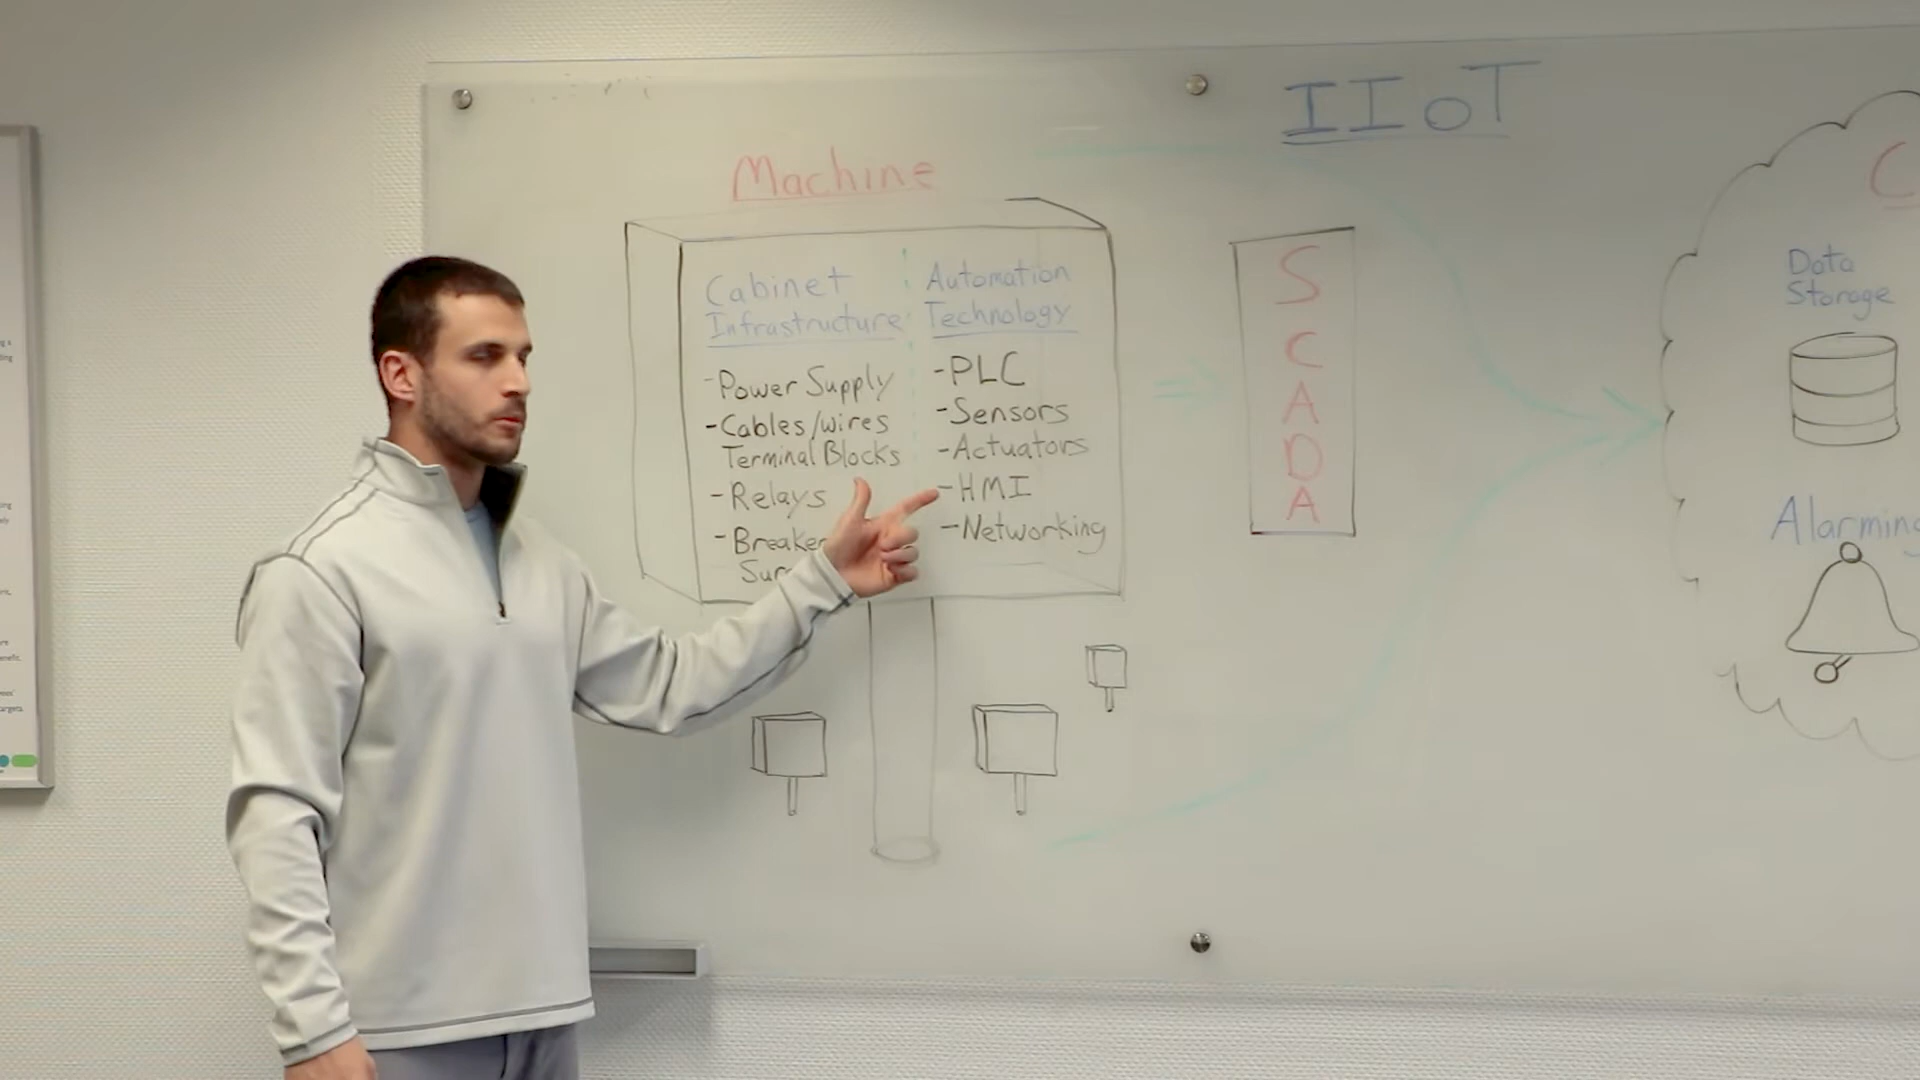 IIoT
Machine
Cabinet
Infrastructure
-Power Supply
-Cables/wires
Terminal Blocks
-Relays
-Breaker
Automation
Technology
-PLC
-Sensors
-Actuators
-HMI
-Networking
S
C
A
D
A
C
Data
Storage
Alarming